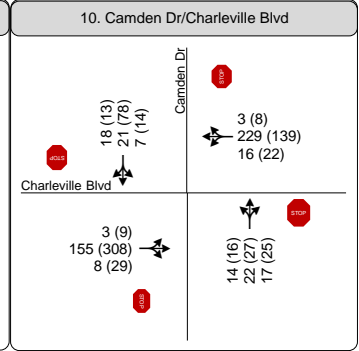 10. Camden Dr/Charleville Blvd
Camden Dr
STOP
18 (13)
21 (78)
7 (14)
3 (8)
229 (139)
16 (22)
STOP
Charleville Blvd
STOP
3 (9)
155 (308)
8 (29)
14 (16)
22 (27)
17 (25)
STOP